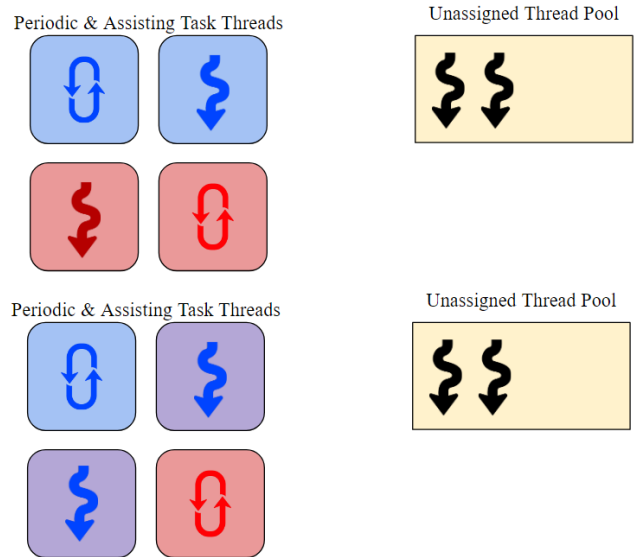 Periodic & Assisting Task Threads
Unassigned Thread Pool
Periodic & Assisting Task Threads
Unassigned Thread Pool